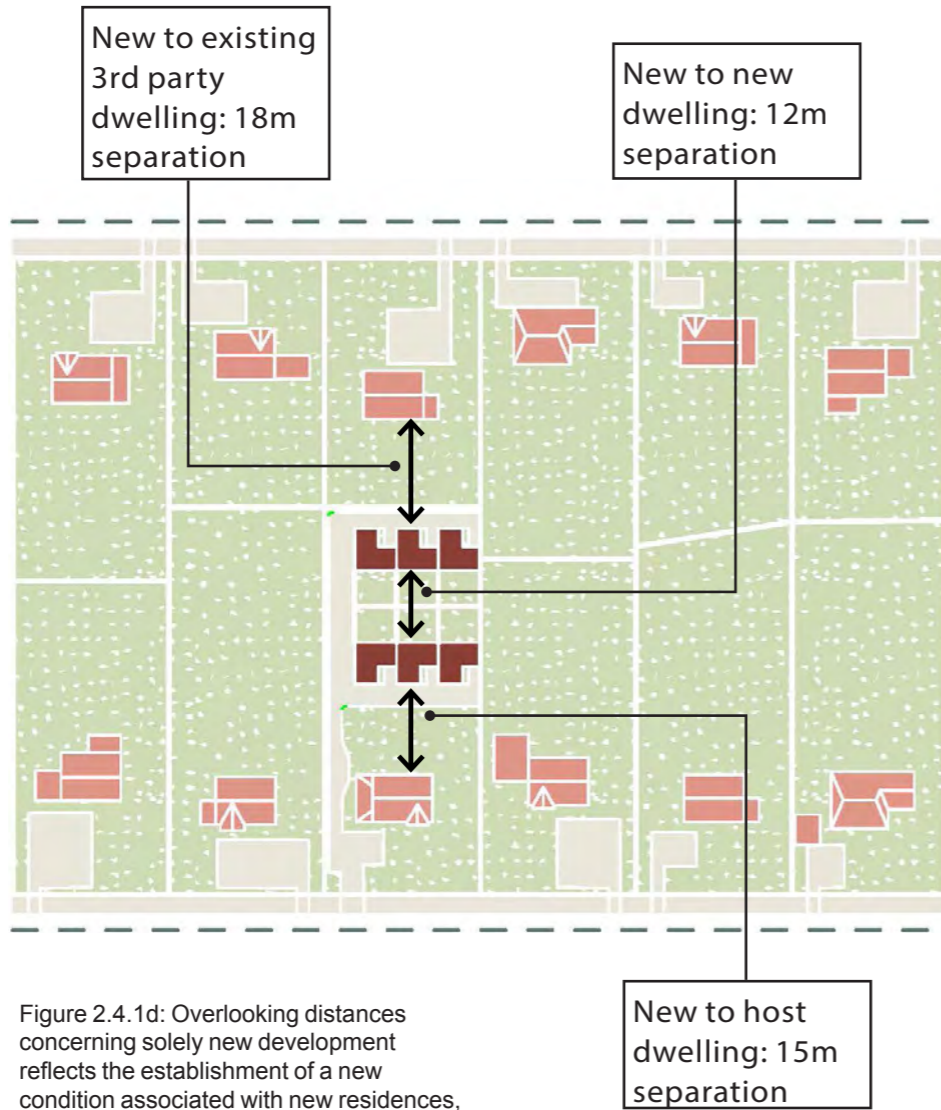 New to existing
3rd party
dwelling: 18m
separation
New to new
dwelling: 12m
separation
Figure 2.4.1d: Overlooking distances
concerning solely new development
reflects the establishment of a new
condition associated with new residences,
New to host
dwelling: 15m
separation